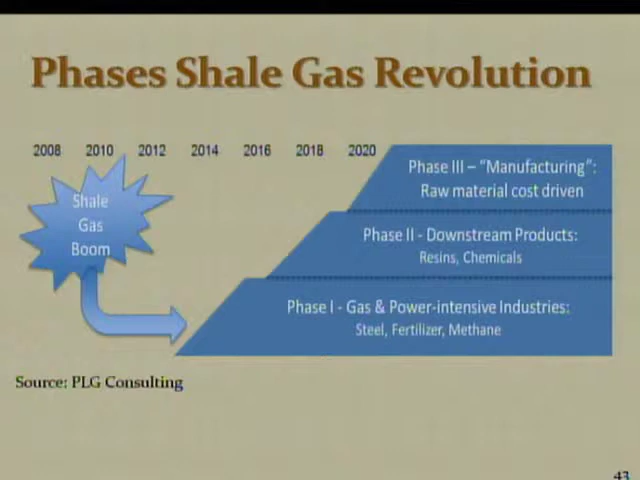 Phases Shale Gas Revolution
2008 2010 2012 2014 2016 2018 2020
Phase III – “Manufacturing”:
Raw material cost driven
Shale
Gas
Boom
Phase II - Downstream Products:
Resins, Chemicals
Phase I - Gas & Power-intensive Industries:
Steel, Fertilizer, Methane
Source: PLG Consulting
43